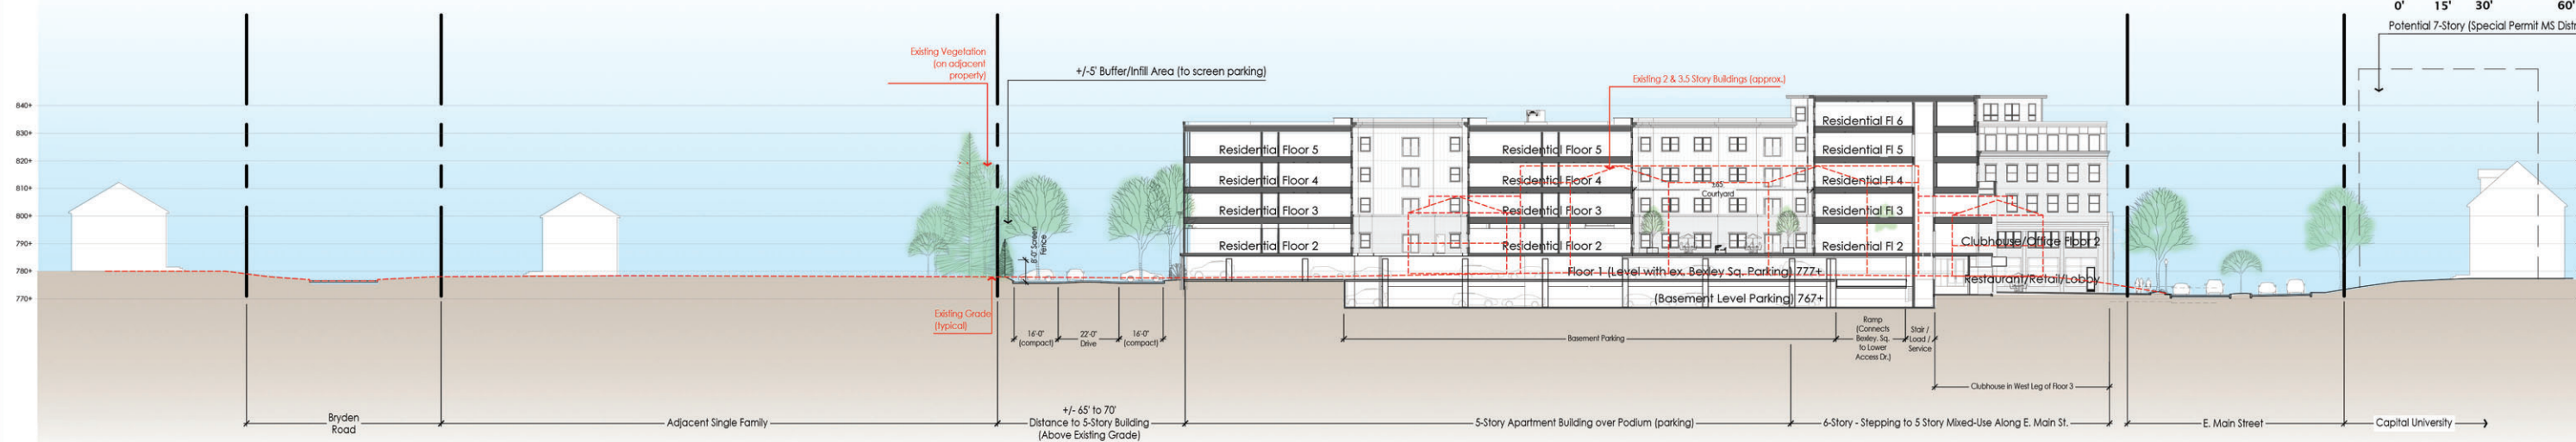 0' 15' 30' 60'
Potential 7-Story (Special Permit MS Distr
Existing Vegetation
(on adjacent
property)
+/-5' Buffer/Infill Area (to screen parking)
Existing 2 & 3.5 Story Buildings (approx.)
840+
830+
820+
810+
800+
790+
780+
770+
Residential Floor 5
Residential Floor 4
Residential Floor 3
Residential Floor 2
Residential Floor 5
Residential Floor 4
Residential Floor 3
Residential Floor 2
Courtyard
Residential Fl 6
Residential Fl 5
Residential Fl 4
Residential Fl 3
Residential Fl 2
Clubhouse/Office Floor 2
Restaurant/Retail/Lobby
8'-0" Screen
Fence
Floor 1 (Level with ex. Bexley Sq. Parking) 777+
(Basement Level Parking) 767+
Existing Grade
(typical)
16'-0"
(compact)
22'-0"
Drive
16'-0"
(compact)
Basement Parking
Ramp
(Connects
Bexley. Sq.
to Lower
Access Dr.)
Stair /
Load /
Service
Clubhouse in West Leg of Floor 3
Bryden
Road
Adjacent Single Family
+/- 65' to 70'
Distance to 5-Story Building
(Above Existing Grade)
5-Story Apartment Building over Podium (parking)
6-Story - Stepping to 5 Story Mixed-Use Along E. Main St.
E. Main Street
Capital University